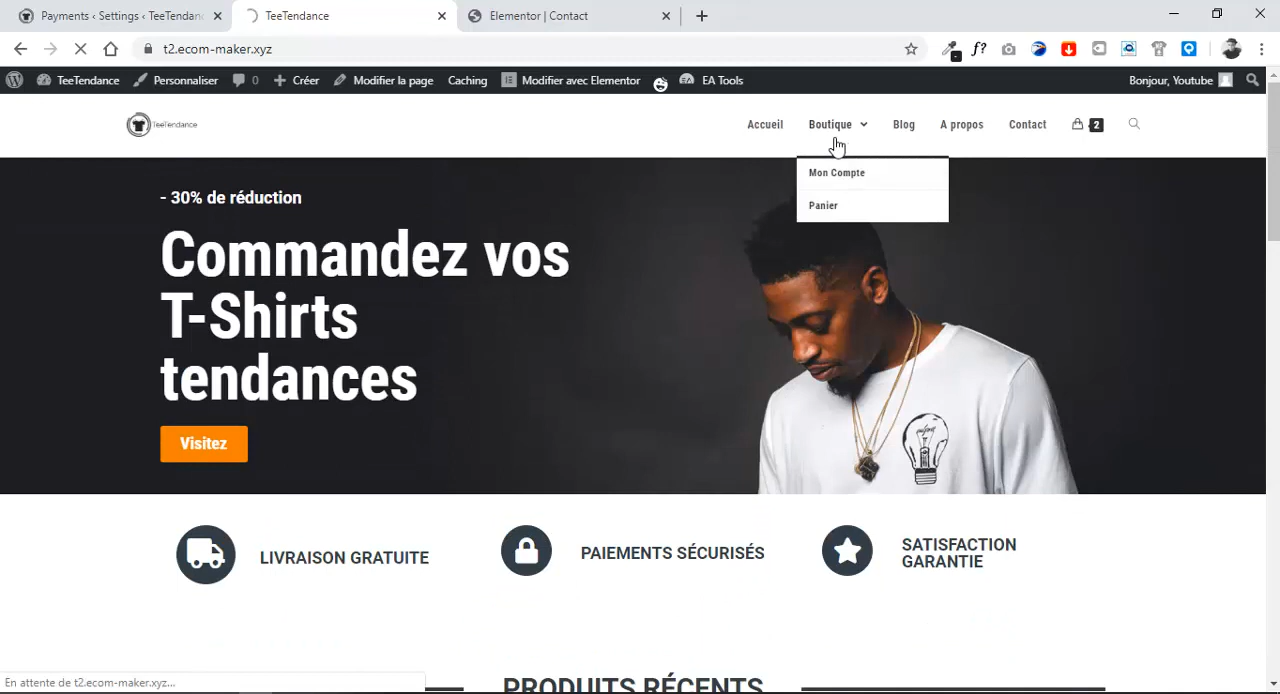 Payments ‹ Settings ‹ TeeTendan
TeeTendance
Elementor | Contact
t2.ecom-maker.xyz
f?
TeeTendance
Personnaliser
0
Créer
Modifier la page
Caching
Modifier avec Elementor
EA Tools
Bonjour, Youtube
TeeTendance
Accueil
Boutique
Blog
A propos
Contact
2
Mon Compte
Panier
- 30% de réduction
Commandez vos
T-Shirts
tendances
Visitez
LIVRAISON GRATUITE
PAIEMENTS SÉCURISÉS
SATISFACTION
GARANTIE
PRODUITS RÉCENTS
En attente de t2.ecom-maker.xyz...